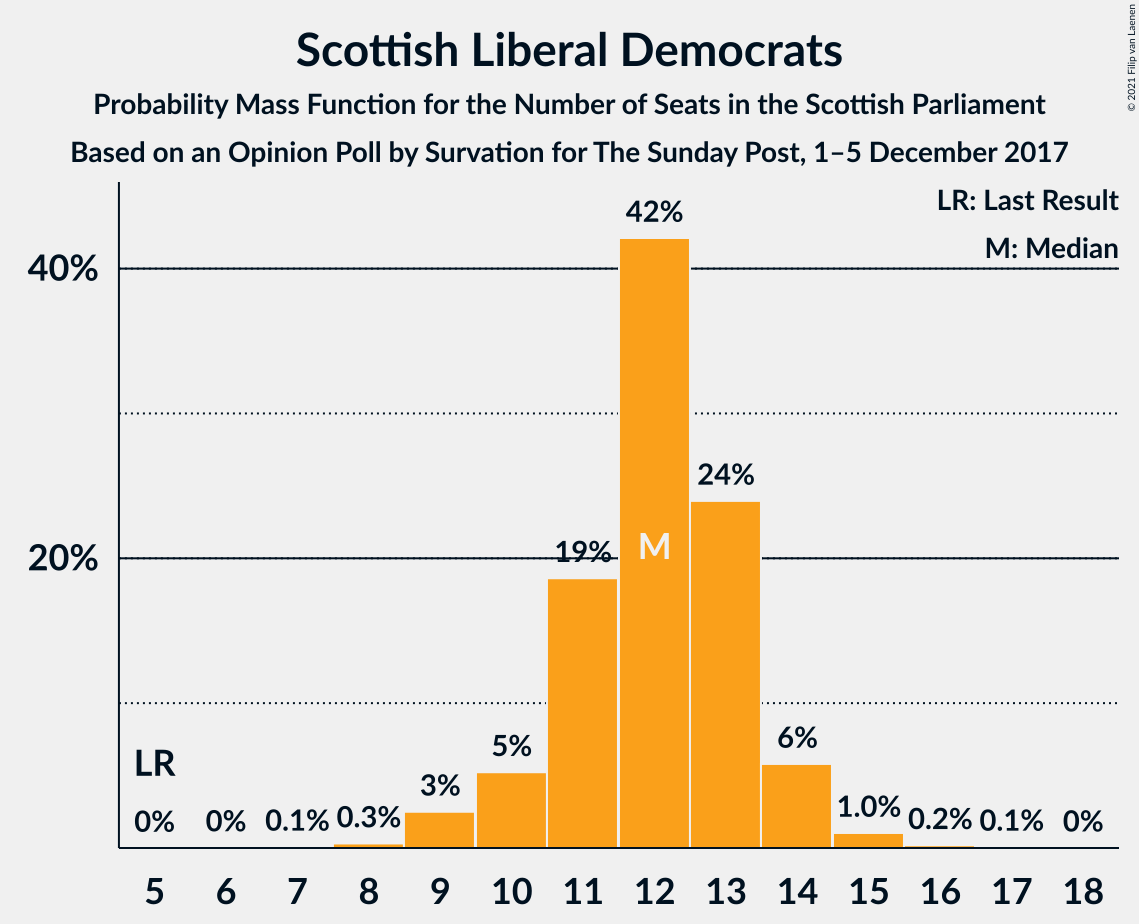 Scottish Liberal Democrats
Probability Mass Function for the Number of Seats in the Scottish Parliament
Based on an Opinion Poll by Survation for The Sunday Post, 1–5 December 2017
© 2021 Filip van Laenen
LR: Last Result
M: Median
42%
40%
24%
20%
19%
M
LR
0%
0%
0.1%
0.3%
3%
5%
6%
1.0%
0.2%
0.1%
0%
5 6 7 8 9 10 11 12 13 14 15 16 17 18